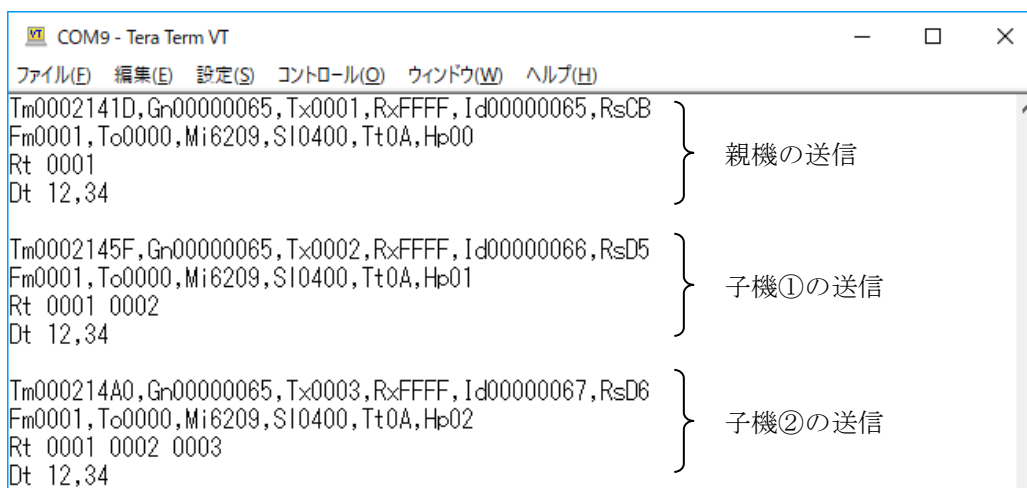 COM9 - Tera Term VT
ファイル(F) 編集(E) 設定(S) コントロール(O) ウィンドウ(W) ヘルプ(H)
Tm0002141D,Gn00000065,Tx0001,RxFFFF,Id00000065,RsCB
Fm0001,To0000,Mi6209,Sl0400,Tt0A,Hp00
Rt 0001
Dt 12,34
親機の送信
Tm0002145F,Gn00000065,Tx0002,RxFFFF,Id00000066,RsD5
Fm0001,To0000,Mi6209,Sl0400,Tt0A,Hp01
Rt 0001 0002
Dt 12,34
子機①の送信
Tm000214A0,Gn00000065,Tx0003,RxFFFF,Id00000067,RsD6
Fm0001,To0000,Mi6209,Sl0400,Tt0A,Hp02
Rt 0001 0002 0003
Dt 12,34
子機②の送信